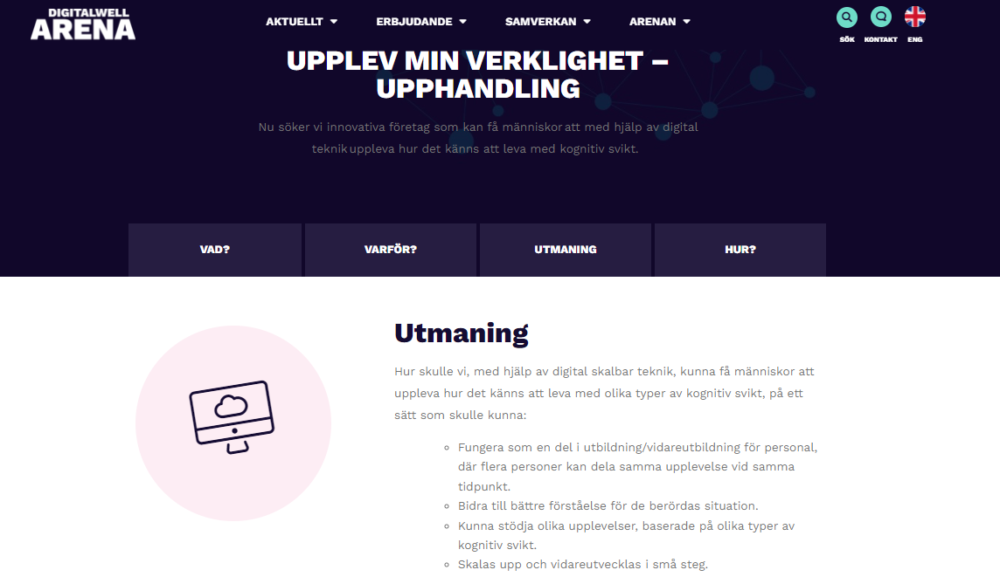 DIGITALWELL
ARENA
AKTUELLT
ERBJUDANDE
SAMVERKAN
ARENAN
SÖK
KONTAKT
ENG
UPPLEV MIN VERKLIGHET –
UPPHANDLING
Nu söker vi innovativa företag som kan få människor att med hjälp av digital
teknik uppleva hur det känns att leva med kognitiv svikt.
VAD?
VARFÖR?
UTMANING
HUR?
Utmaning
Hur skulle vi, med hjälp av digital skalbar teknik, kunna få människor att
uppleva hur det känns att leva med olika typer av kognitiv svikt, på ett
sätt som skulle kunna:
Fungera som en del i utbildning/vidareutbildning för personal,
där flera personer kan dela samma upplevelse vid samma
tidpunkt.
Bidra till bättre förståelse för de berördas situation.
Kunna stödja olika upplevelser, baserade på olika typer av
kognitiv svikt.
Skalas upp och vidareutvecklas i små steg.